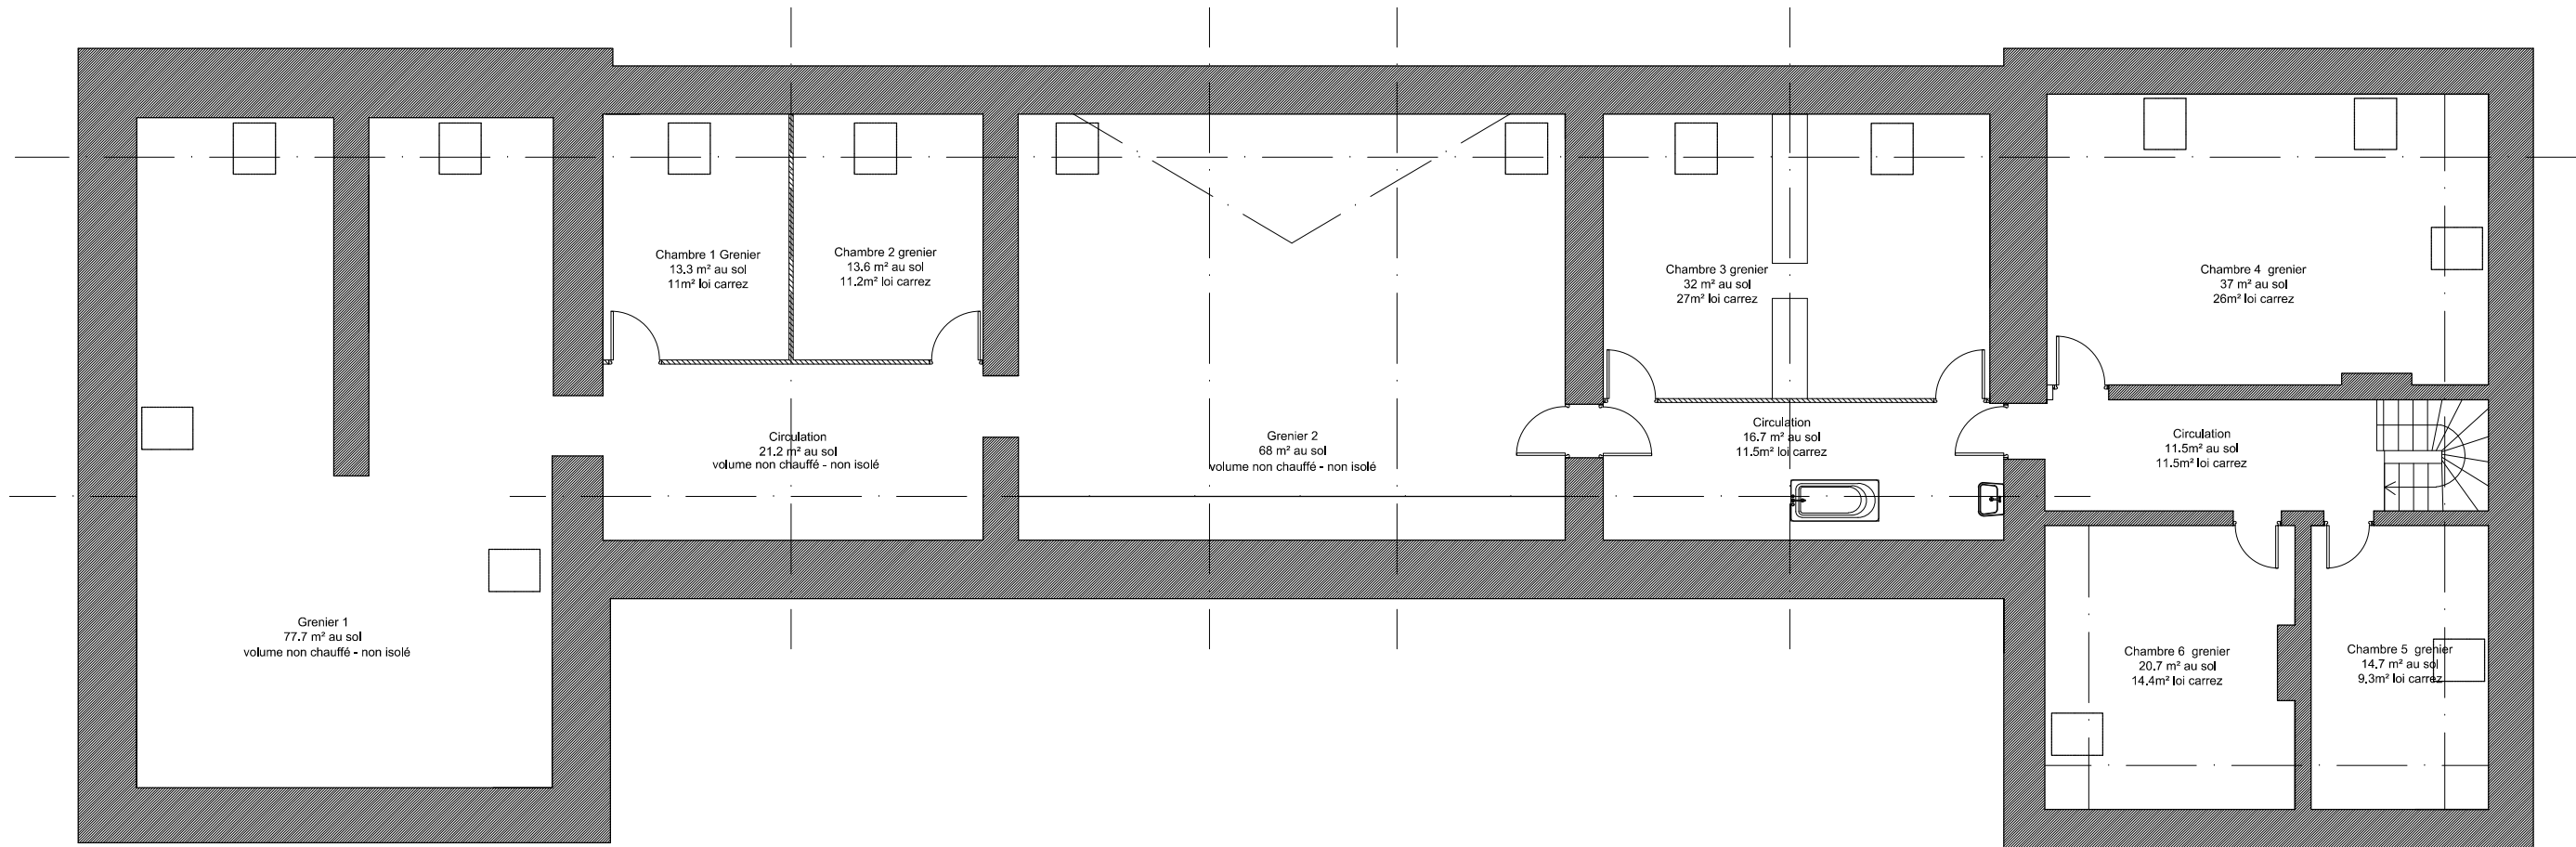 Chambre 1 Grenier
13.3 m² au sol
11m² loi carrez
Chambre 2 grenier
13.6 m² au sol
11.2m² loi carrez
Chambre 3 grenier
32 m² au sol
27m² loi carrez
Chambre 4  grenier
37 m² au sol
26m² loi carrez
Circulation
21.2 m² au sol
volume non chauffé - non isolé
Grenier 2
68 m² au sol
volume non chauffé - non isolé
Circulation
16.7 m² au sol
11.5m² loi carrez
Circulation
11.5m² au sol
11.5m² loi carrez
Grenier 1
77.7 m² au sol
volume non chauffé - non isolé
Chambre 6  grenier
20.7 m² au sol
14.4m² loi carrez
Chambre 5  grenier
14.7 m² au sol
9.3m² loi carrez